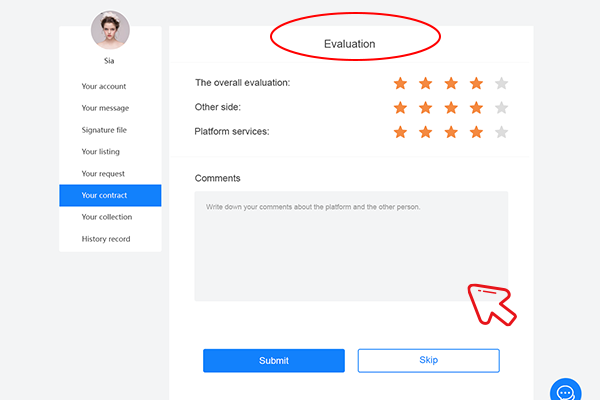 Sia
Your account
Your message
Signature file
Your listing
Your request
Your contract
Your collection
History record
Evaluation
The overall evaluation:
Other side:
Platform services:
Comments
Write down your comments about the platform and the other person.
Submit
Skip